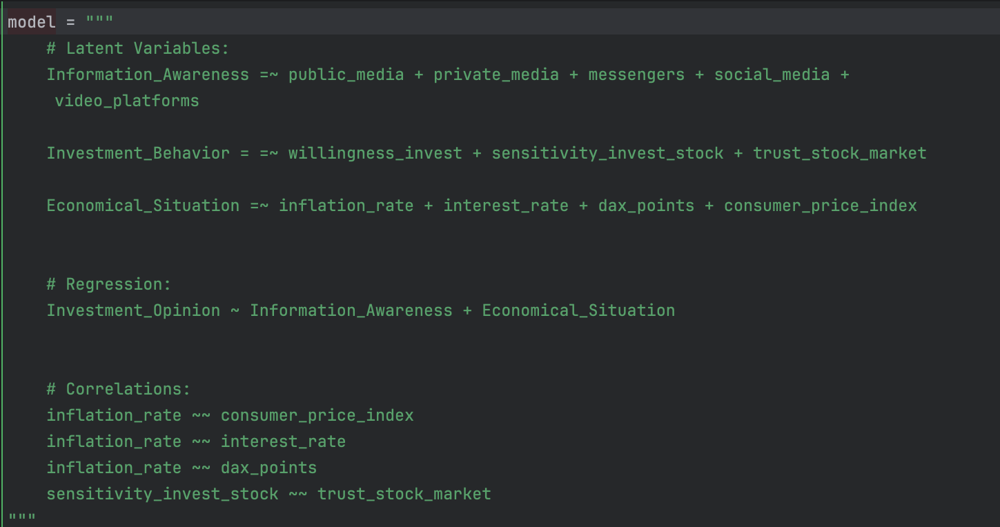 model = """
# Latent Variables:
Information_Awareness =~ public_media + private_media + messengers + social_media +
video_platforms
Investment_Behavior = =~ willingness_invest + sensitivity_invest_stock + trust_stock_market
Economical_Situation =~ inflation_rate + interest_rate + dax_points + consumer_price_index
# Regression:
Investment_Opinion ~ Information_Awareness + Economical_Situation
# Correlations:
inflation_rate ~~ consumer_price_index
inflation_rate ~~ interest_rate
inflation_rate ~~ dax_points
sensitivity_invest_stock ~~ trust_stock_market
"""